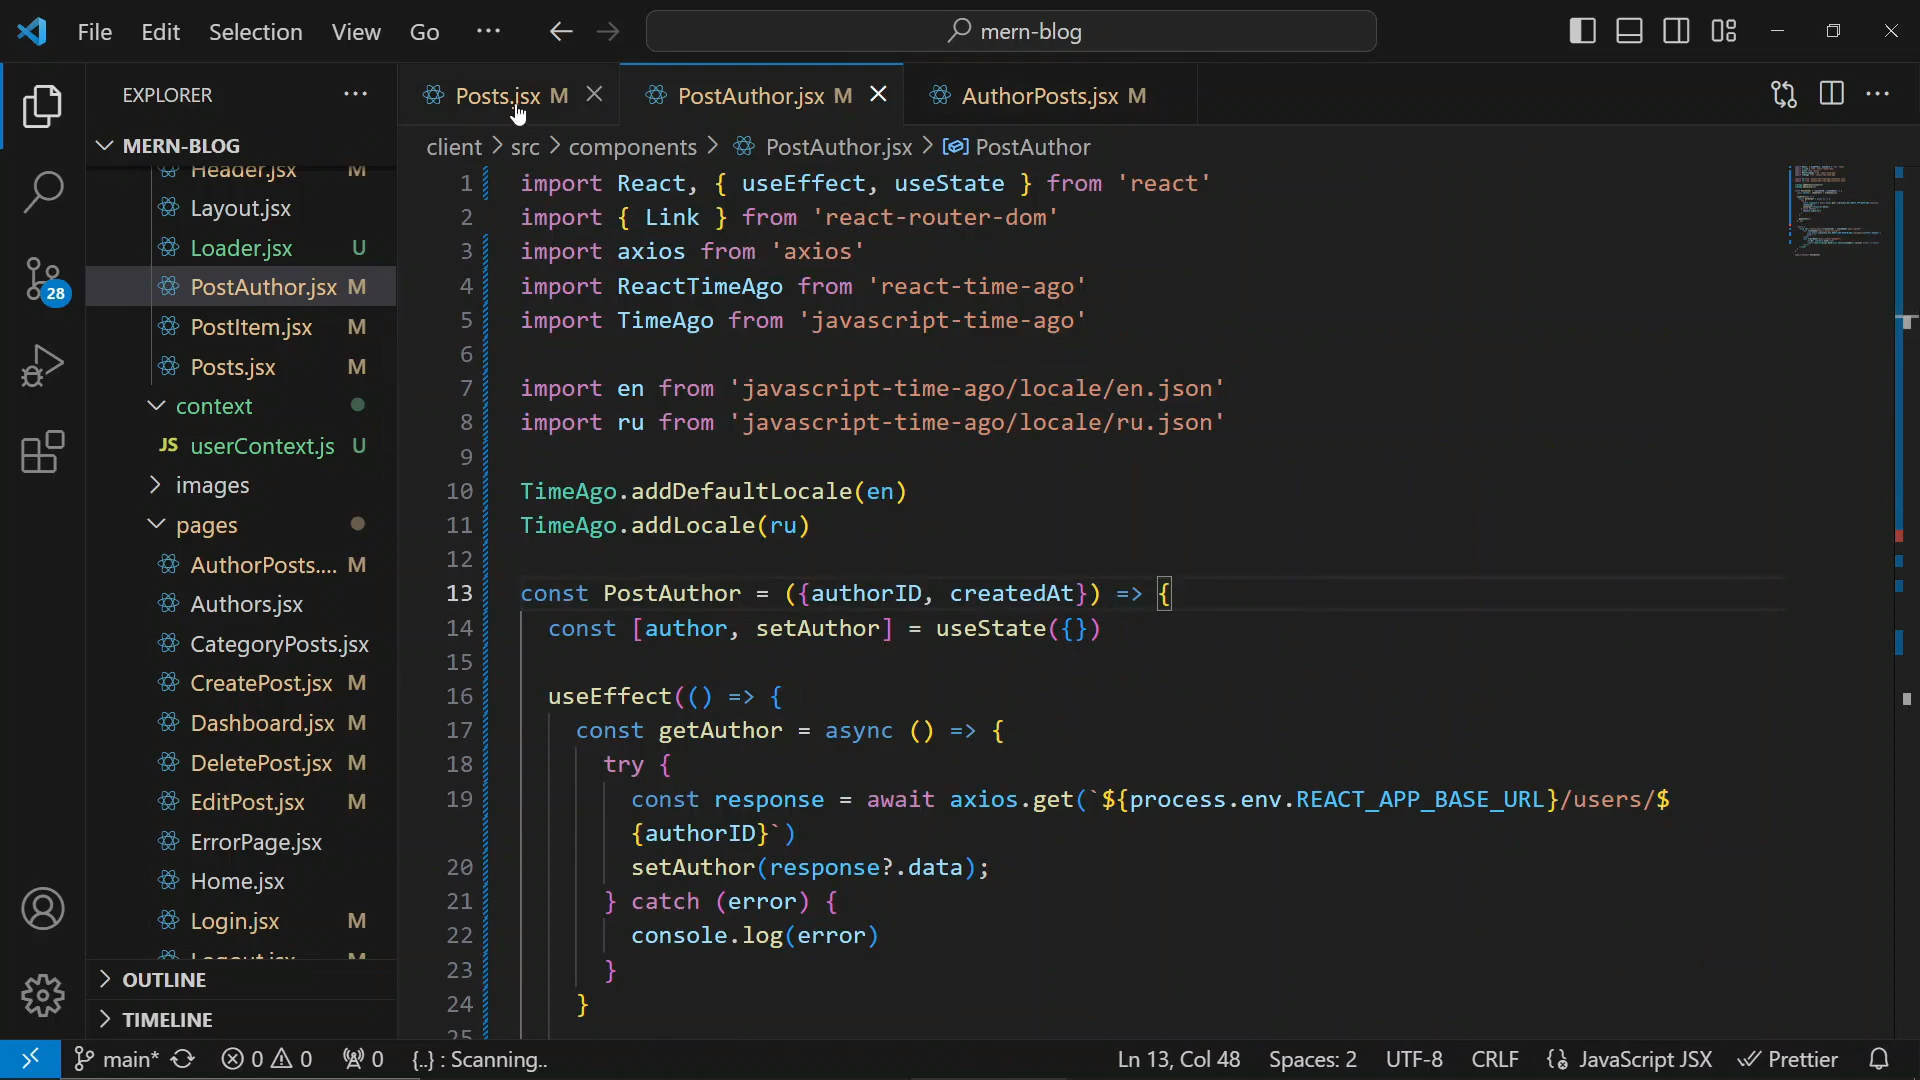 File Edit Selection View Go ··· mern-blog
EXPLORER ···
Posts.jsx M
PostAuthor.jsx M
AuthorPosts.jsx M
MERN-BLOG
client > src > components > PostAuthor.jsx > PostAuthor
Header.jsx M
Layout.jsx
Loader.jsx U
PostAuthor.jsx M
PostItem.jsx M
Posts.jsx M
context
JS userContext.js U
images
pages
AuthorPosts.... M
Authors.jsx
CategoryPosts.jsx
CreatePost.jsx M
Dashboard.jsx M
DeletePost.jsx M
EditPost.jsx M
ErrorPage.jsx
Home.jsx
Login.jsx M
Logout.jsx M
OUTLINE
TIMELINE
28
1 import React, { useEffect, useState } from 'react'
2 import { Link } from 'react-router-dom'
3 import axios from 'axios'
4 import ReactTimeAgo from 'react-time-ago'
5 import TimeAgo from 'javascript-time-ago'
6
7 import en from 'javascript-time-ago/locale/en.json'
8 import ru from 'javascript-time-ago/locale/ru.json'
9
10 TimeAgo.addDefaultLocale(en)
11 TimeAgo.addLocale(ru)
12
13 const PostAuthor = ({authorID, createdAt}) => {
14 const [author, setAuthor] = useState({})
15
16 useEffect(() => {
17 const getAuthor = async () => {
18 try {
19 const response = await axios.get(`${process.env.REACT_APP_BASE_URL}/users/$
{authorID}`)
20 setAuthor(response?.data);
21 } catch (error) {
22 console.log(error)
23 }
24 }
25
main* 0 0 0 {..} : Scanning.. Ln 13, Col 48 Spaces: 2 UTF-8 CRLF JavaScript JSX Prettier